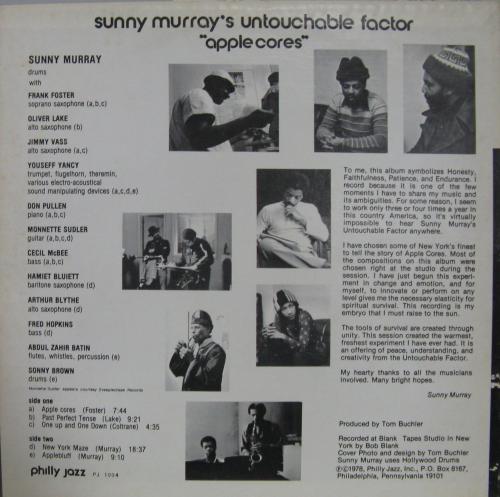 sunny murray's untouchable factor
"apple cores"
SUNNY MURRAY
drums
with
FRANK FOSTER
soprano saxophone (a,b,c)
OLIVER LAKE
alto saxophone (b)
JIMMY VASS
alto saxophone (a,c)
YOUSEFF YANCY
trumpet, flugelhorn, theremin,
various electro-acoustical
sound manipulating devices (a,c,d,e)
DON PULLEN
piano (a,b,c)
MONNETTE SUDLER
guitar (a,b,c,d)
CECIL McBEE
bass (a,b,c)
HAMIET BLUIETT
baritone saxophone (d)
ARTHUR BLYTHE
alto saxophone (d)
FRED HOPKINS
bass (d)
ABDUL ZAHIR BATIN
flutes, whistles, percussion (e)
SONNY BROWN
drums (e)
Monnette Sudler appears courtesy Steeplechase Records
side one
a) Apple cores (Foster) 7:44
b) Past Perfect Tense (Lake) 9:21
c) One up and One Down (Coltrane) 4:35
side two
d) New York Maze (Murray) 18:37
e) Applebluff (Murray) 5:10
philly jazz PJ 1004
To me, this album symbolizes Honesty,
Faithfulness, Patience, and Endurance. I
record because it is one of the few
moments I have to share my music and
its ambiguities. For some reason, I seem
to work only three or four times a year in
this country America, so it's virtually
impossible to hear Sunny Murray's
Untouchable Factor anywhere.
I have chosen some of New York's finest
to tell the story of Apple Cores. Most of
the compositions on this album were
chosen right at the studio during the
session. I have just begun this experi-
ment in change and emotion, and for
myself, to innovate or perform on any
level gives me the necessary elasticity for
spiritual survival. This recording is my
embryo that I must raise to the sun.
The tools of survival are created through
unity. This session created the warmest,
freshest experiment I have ever had. It is
an offering of peace, understanding, and
creativity from the Untouchable Factor.
My hearty thanks to all the musicians
involved. Many bright hopes.
Sunny Murray
Produced by Tom Buchler
Recorded at Blank Tapes Studio in New
York by Bob Blank
Cover Photo and design by Tom Buchler
Sunny Murray uses Hollywood Drums
℗©1978, Philly Jazz, Inc., P.O. Box 8167,
Philadelphia, Pennsylvania 19101